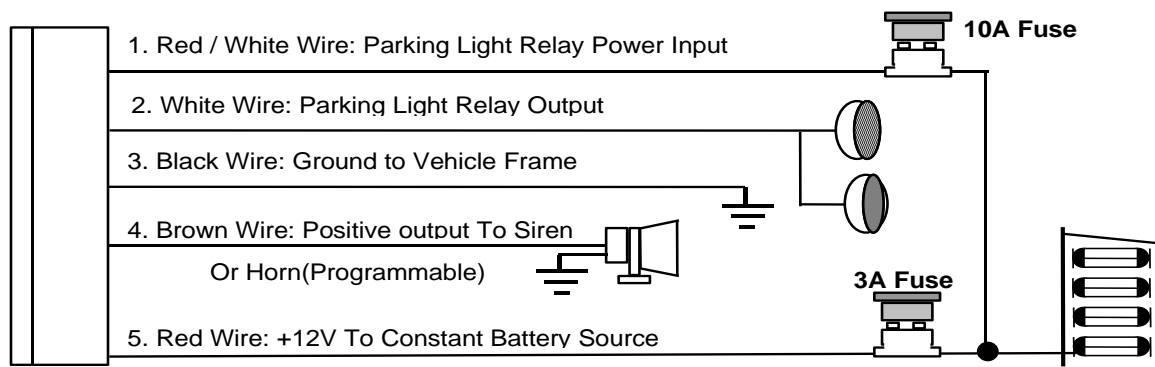 1. Red / White Wire: Parking Light Relay Power Input
10A Fuse
2. White Wire: Parking Light Relay Output
3. Black Wire: Ground to Vehicle Frame
4. Brown Wire: Positive output To Siren
Or Horn(Programmable)
3A Fuse
5. Red Wire: +12V To Constant Battery Source